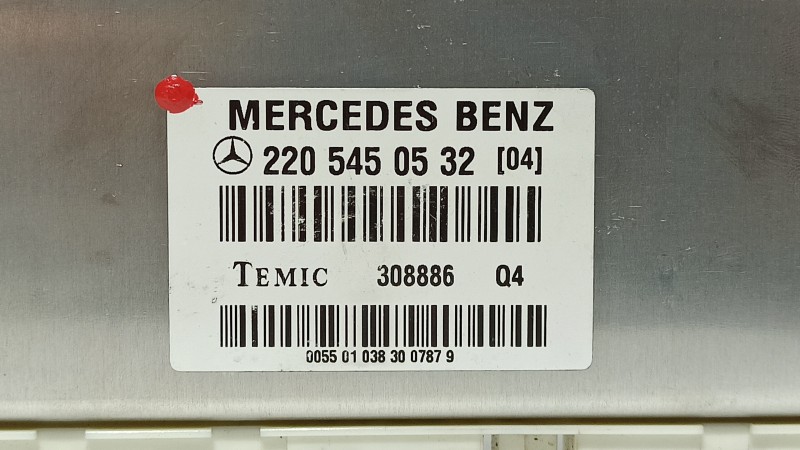 MERCEDES BENZ
220 545 05 32 [04]
TEMIC 308886 Q4
0055 01 038 30 0787 9